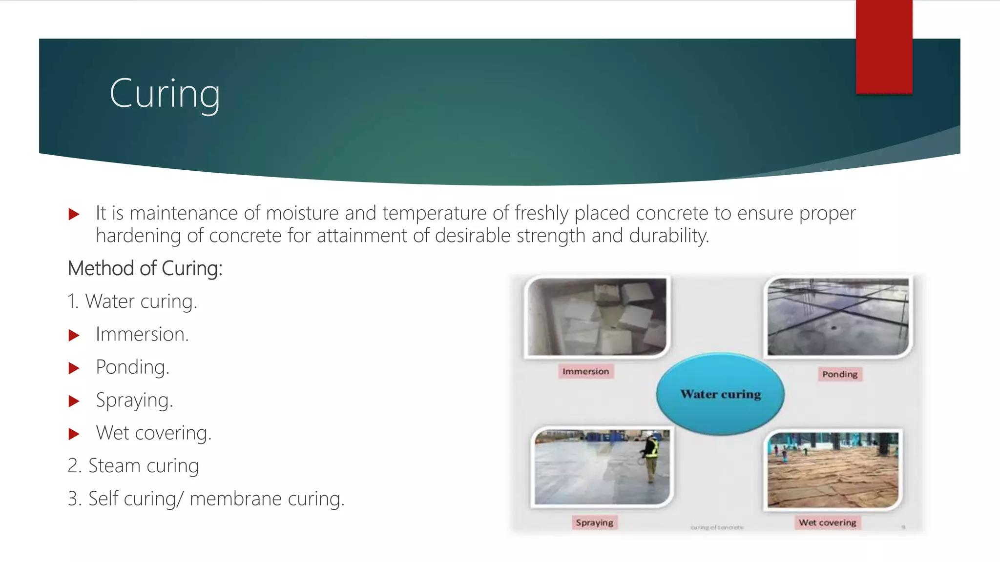 Curing
It is maintenance of moisture and temperature of freshly placed concrete to ensure proper
hardening of concrete for attainment of desirable strength and durability.
Method of Curing:
1. Water curing.
Immersion.
Ponding.
Spraying.
Wet covering.
2. Steam curing
3. Self curing/ membrane curing.
Immersion
Ponding
Water curing
Spraying
Wet covering
curing of concrete
9